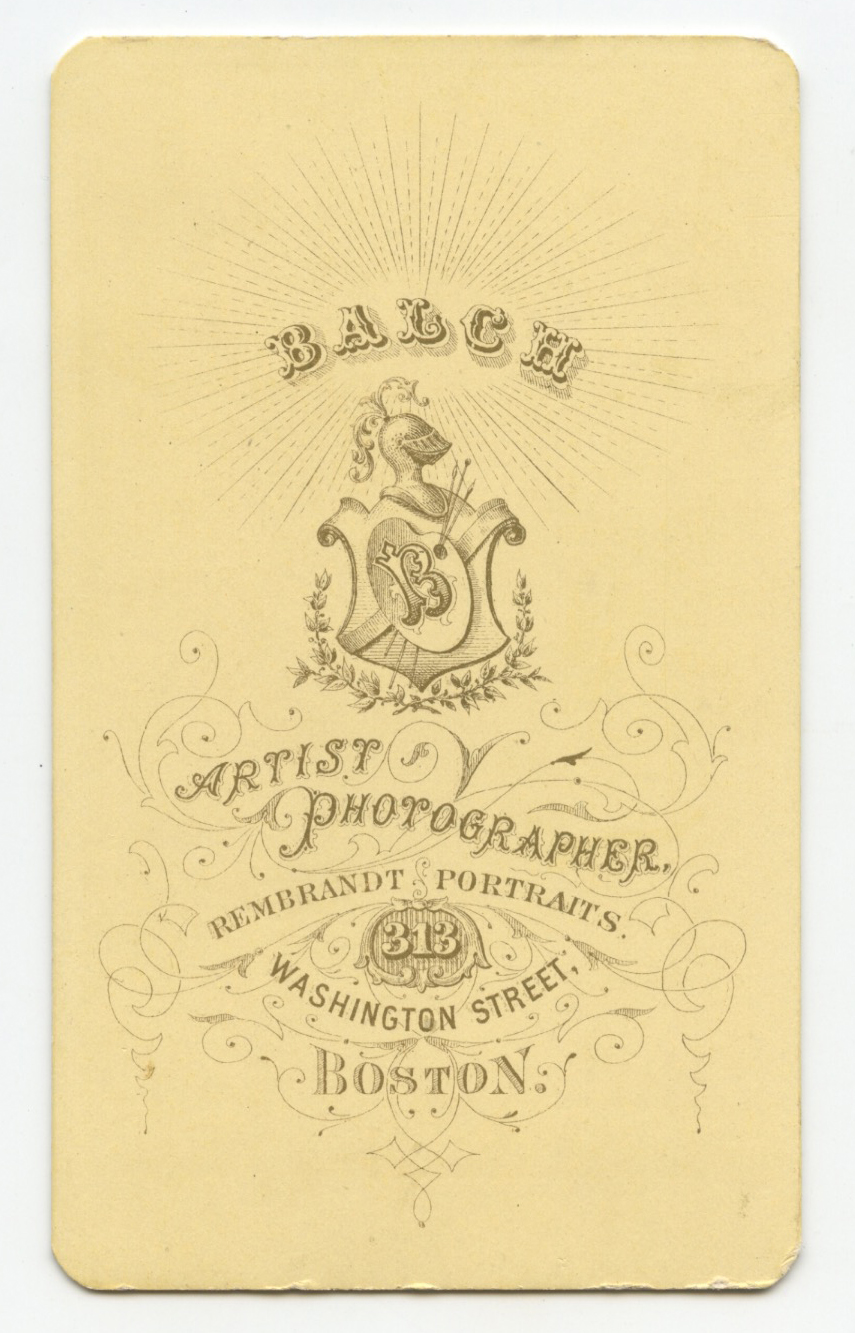 BALCH
B
ARTIST
PHOTOGRAPHER,
REMBRANDT PORTRAITS.
313
WASHINGTON STREET,
BOSTON.